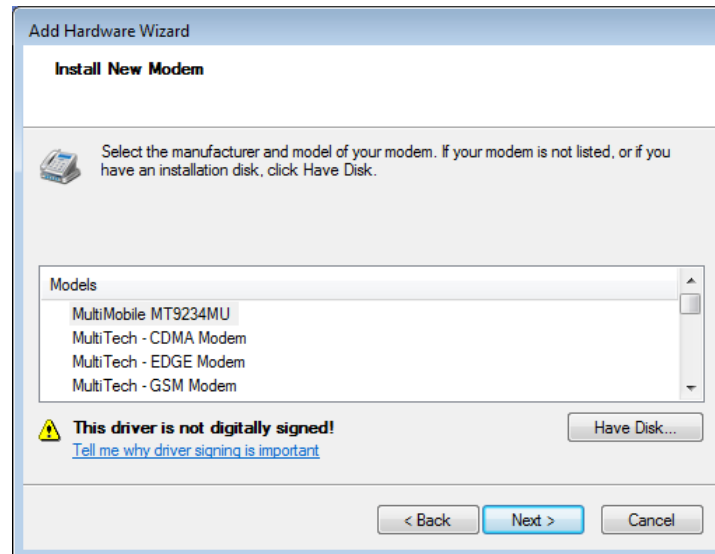 Add Hardware Wizard
Install New Modem
Select the manufacturer and model of your modem. If your modem is not listed, or if you
have an installation disk, click Have Disk.
Models
MultiMobile MT9234MU
MultiTech - CDMA Modem
MultiTech - EDGE Modem
MultiTech - GSM Modem
This driver is not digitally signed!
Have Disk...
Tell me why driver signing is important
< Back
Next >
Cancel